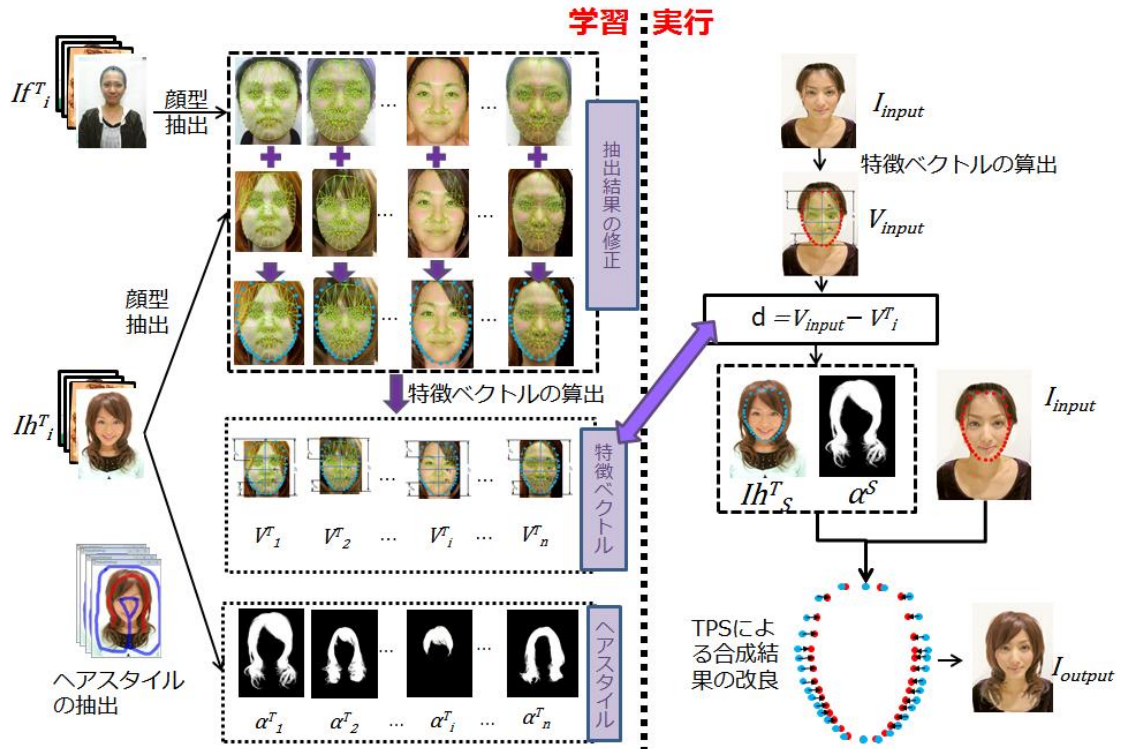 学習 実行
If^T_i
顔型
抽出
... ...
... ...
... ...
抽出結果の修正
顔型
抽出
Ih^T_i
特徴ベクトルの算出
... ...
V^T_1 V^T_2 ... V^T_i ... V^T_n
特徴ベクトル
ヘアスタイル
の抽出
... ...
α^T_1 α^T_2 ... α^T_i ... α^T_n
ヘアスタイル
I_input
特徴ベクトルの算出
V_input
d = V_input − V^T_i
Ih^T_S α^S
I_input
TPSによ
る合成結
果の改良
I_output